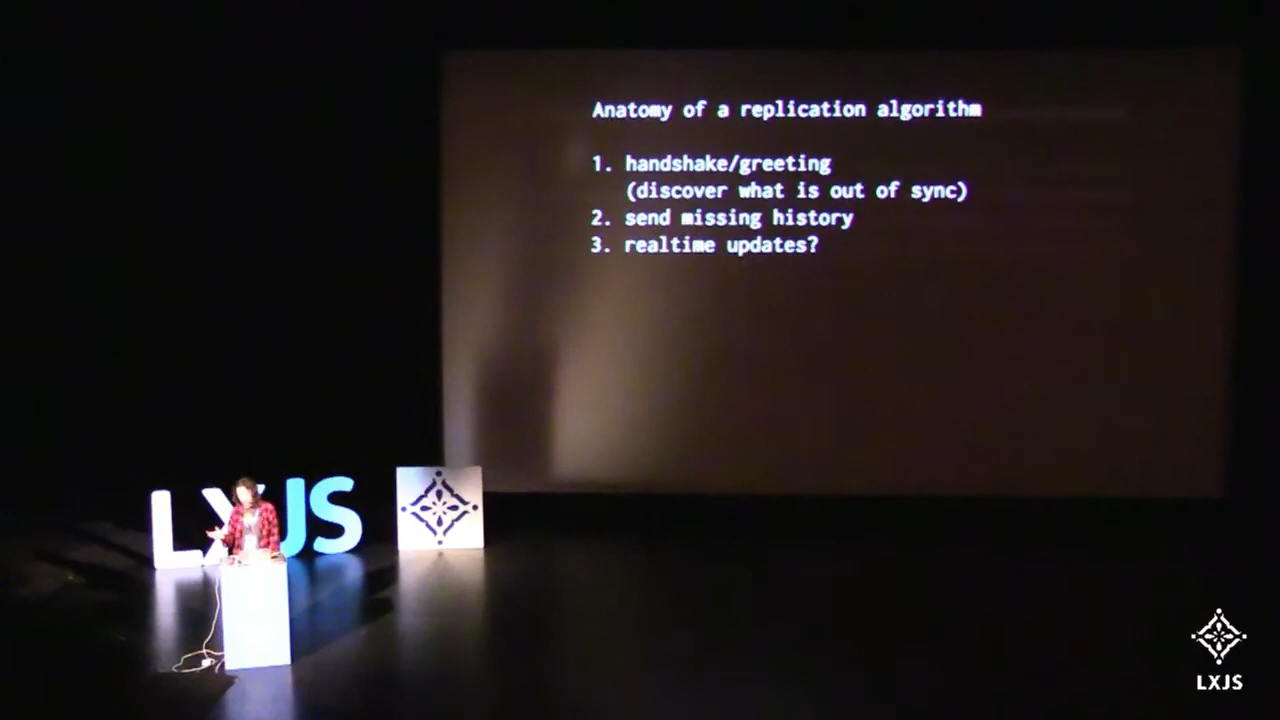 Anatomy of a replication algorithm
1. handshake/greeting
(discover what is out of sync)
2. send missing history
3. realtime updates?
LXJS
LXJS